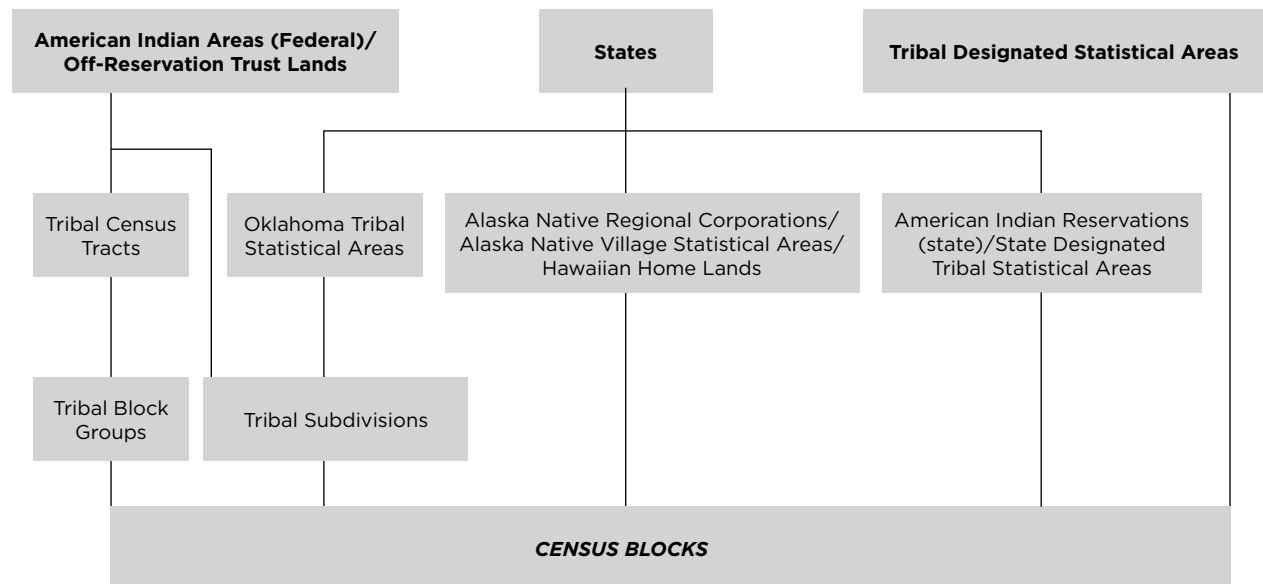 American Indian Areas (Federal)/
Off-Reservation Trust Lands
States
Tribal Designated Statistical Areas
Tribal Census
Tracts
Oklahoma Tribal
Statistical Areas
Alaska Native Regional Corporations/
Alaska Native Village Statistical Areas/
Hawaiian Home Lands
American Indian Reservations
(state)/State Designated
Tribal Statistical Areas
Tribal Block
Groups
Tribal Subdivisions
CENSUS BLOCKS